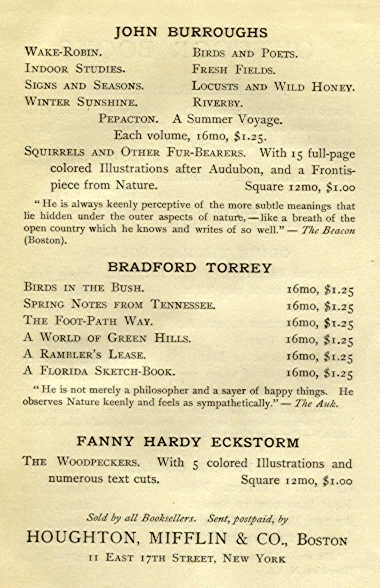 JOHN BURROUGHS
WAKE-ROBIN. BIRDS AND POETS.
INDOOR STUDIES. FRESH FIELDS.
SIGNS AND SEASONS. LOCUSTS AND WILD HONEY.
WINTER SUNSHINE. RIVERBY.
PEPACTON. A Summer Voyage.
Each volume, 16mo, $1.25.
SQUIRRELS AND OTHER FUR-BEARERS. With 15 full-page
colored Illustrations after Audubon, and a Frontis-
piece from Nature. Square 12mo, $1.00
"He is always keenly perceptive of the more subtle meanings that
lie hidden under the outer aspects of nature,—like a breath of the
open country which he knows and writes of so well."— The Beacon
(Boston).
BRADFORD TORREY
BIRDS IN THE BUSH. 16mo, $1.25
SPRING NOTES FROM TENNESSEE. 16mo, $1.25
THE FOOT-PATH WAY. 16mo, $1.25
A WORLD OF GREEN HILLS. 16mo, $1.25
A RAMBLER'S LEASE. 16mo, $1.25
A FLORIDA SKETCH-BOOK. 16mo, $1.25
"He is not merely a philosopher and a sayer of happy things. He
observes Nature keenly and feels as sympathetically."— The Auk.
FANNY HARDY ECKSTORM
THE WOODPECKERS. With 5 colored Illustrations and
numerous text cuts. Square 12mo, $1.00
Sold by all Booksellers. Sent, postpaid, by
HOUGHTON, MIFFLIN & CO., BOSTON
11 EAST 17TH STREET, NEW YORK